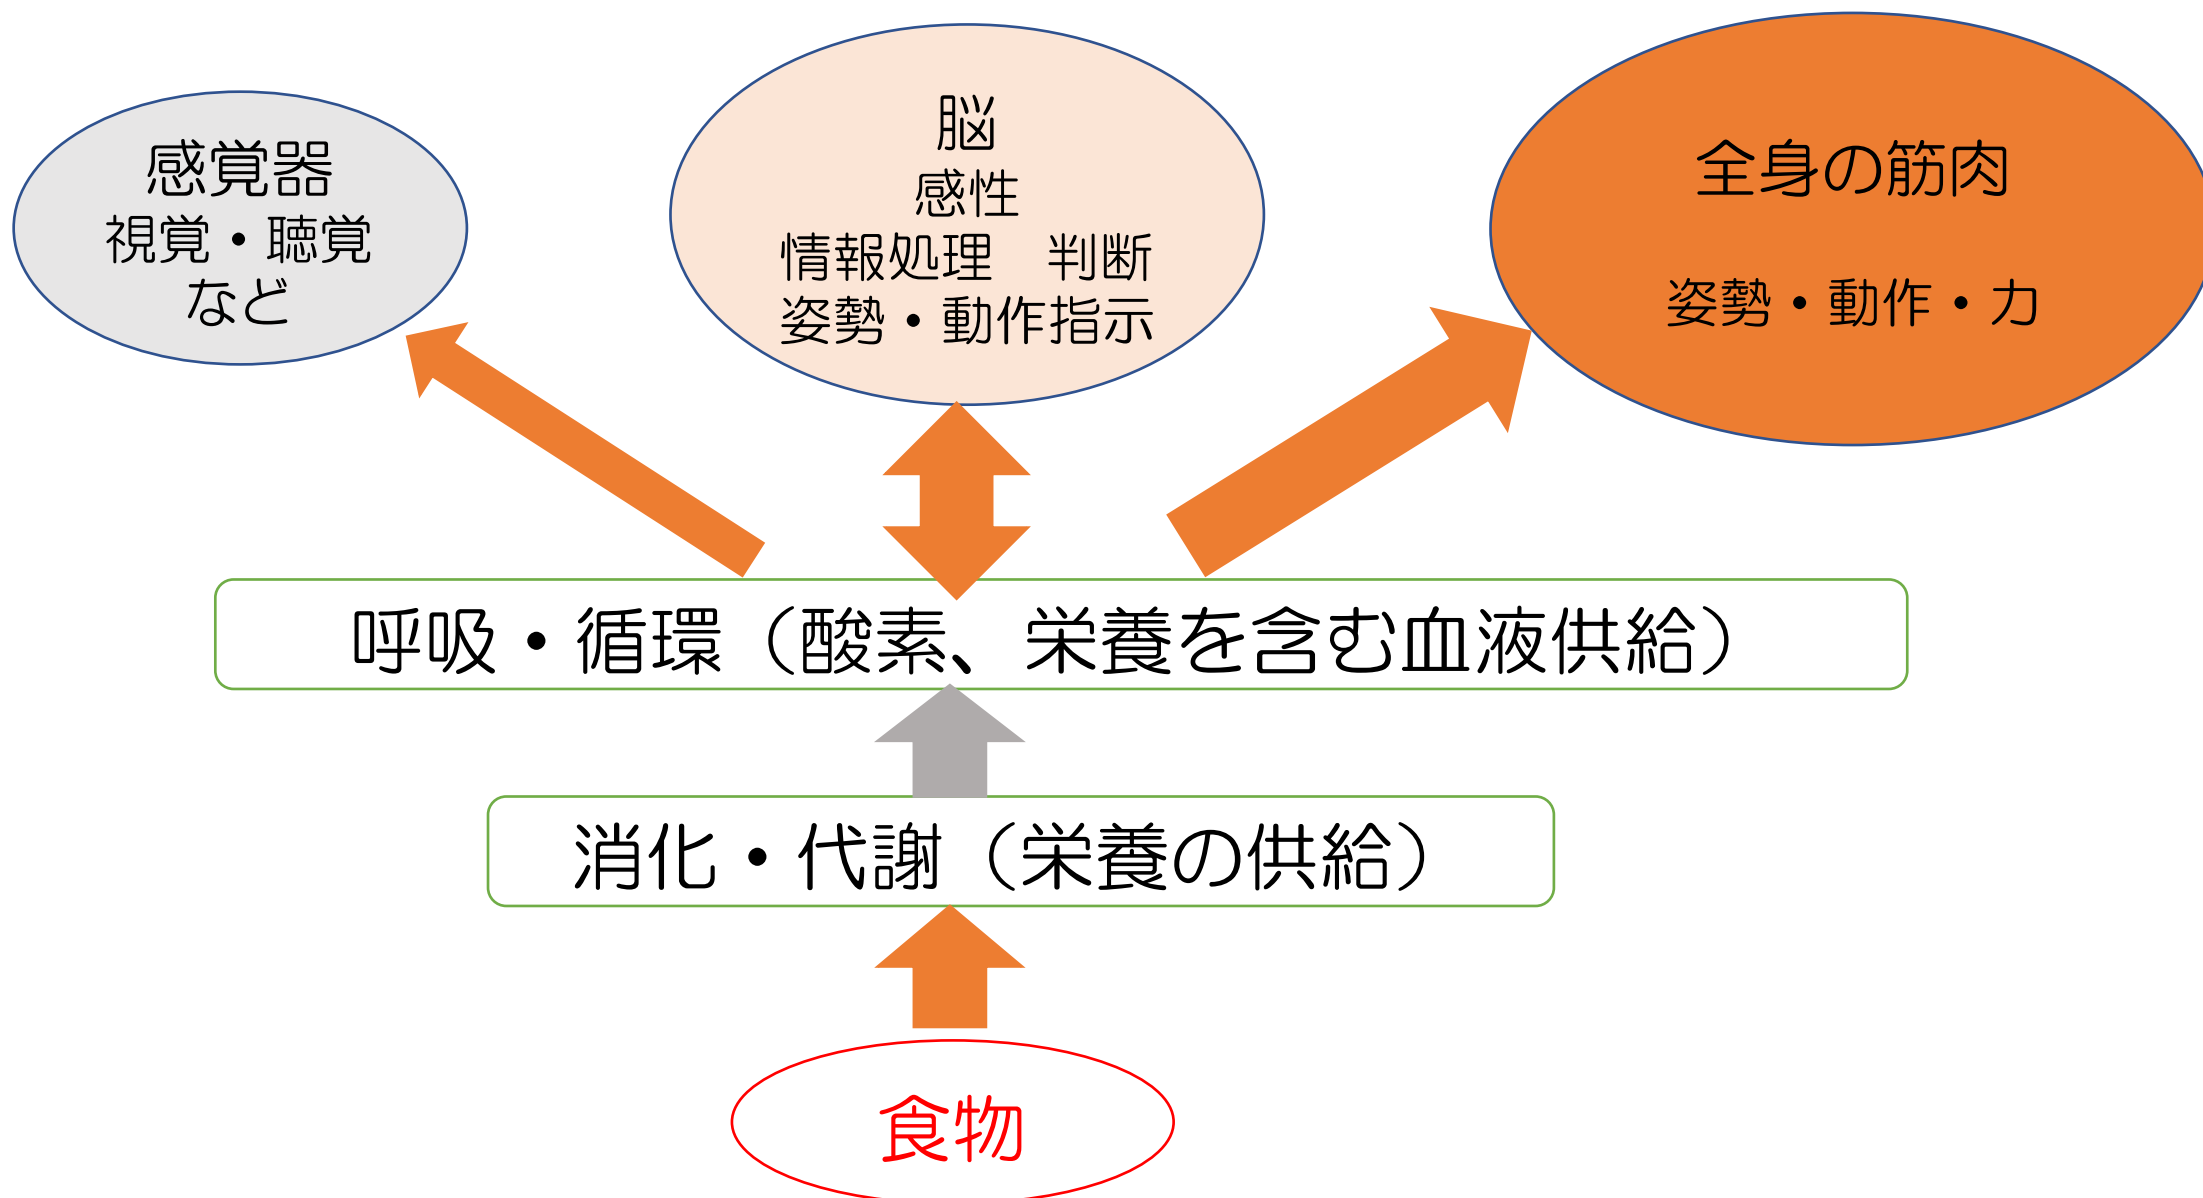 感覚器
視覚・聴覚
など
脳
感性
情報処理　判断
姿勢・動作指示
全身の筋肉
姿勢・動作・力
呼吸・循環（酸素、栄養を含む血液供給）
消化・代謝（栄養の供給）
食物